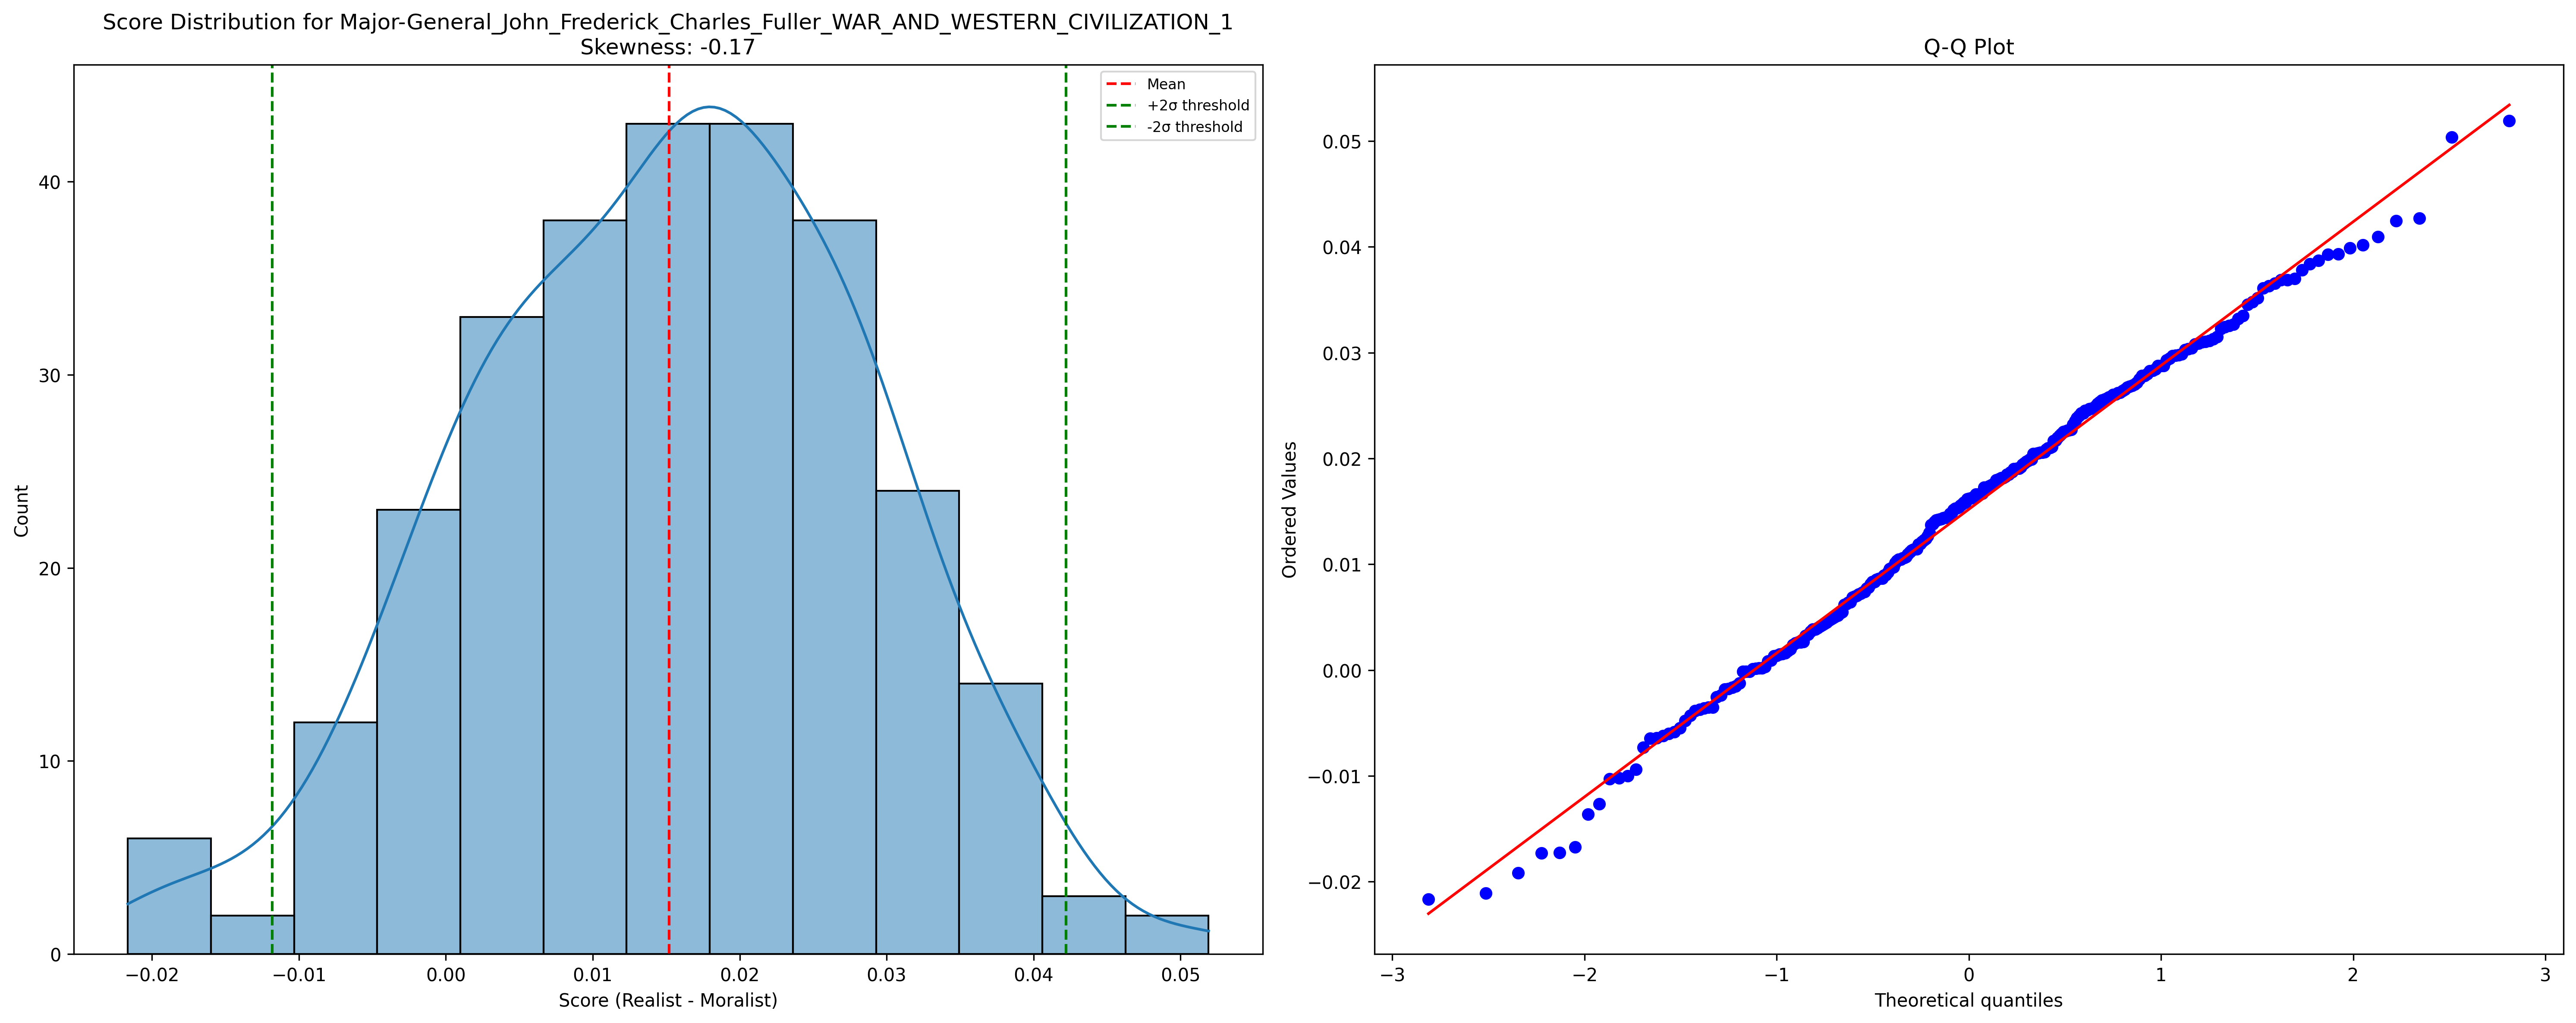 Score Distribution for Major-General_John_Frederick_Charles_Fuller_WAR_AND_WESTERN_CIVILIZATION_1
Skewness: -0.17
Mean
+2σ threshold
-2σ threshold
Count
40
30
20
10
0
−0.02
−0.01
0.00
0.01
0.02
0.03
0.04
0.05
Score (Realist - Moralist)
Q-Q Plot
Ordered Values
0.05
0.04
0.03
0.02
0.01
0.00
−0.01
−0.02
−3
−2
−1
0
1
2
3
Theoretical quantiles